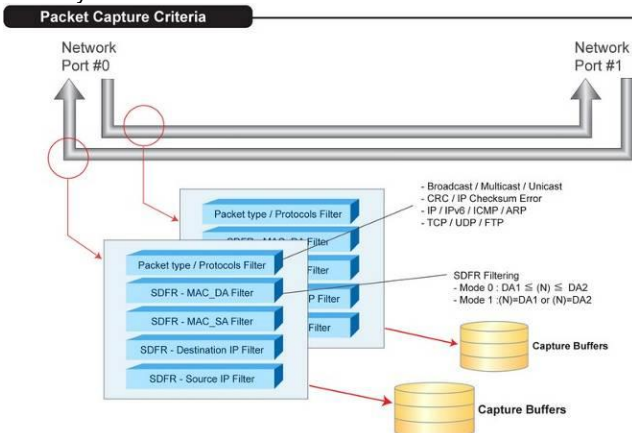 Packet Capture Criteria
Network
Port #0
Network
Port #1
- Broadcast / Multicast / Unicast
- CRC / IP Checksum Error
- IP / IPv6 / ICMP / ARP
- TCP / UDP / FTP
Packet type / Protocols Filter
SDFR - MAC_DA Filter
Filter
P Filter
Filter
Packet type / Protocols Filter
SDFR - MAC_DA Filter
SDFR - MAC_SA Filter
SDFR - Destination IP Filter
SDFR - Source IP Filter
SDFR Filtering
- Mode 0 : DA1 ≦ (N) ≦ DA2
- Mode 1 :(N)=DA1 or (N)=DA2
Capture Buffers
Capture Buffers